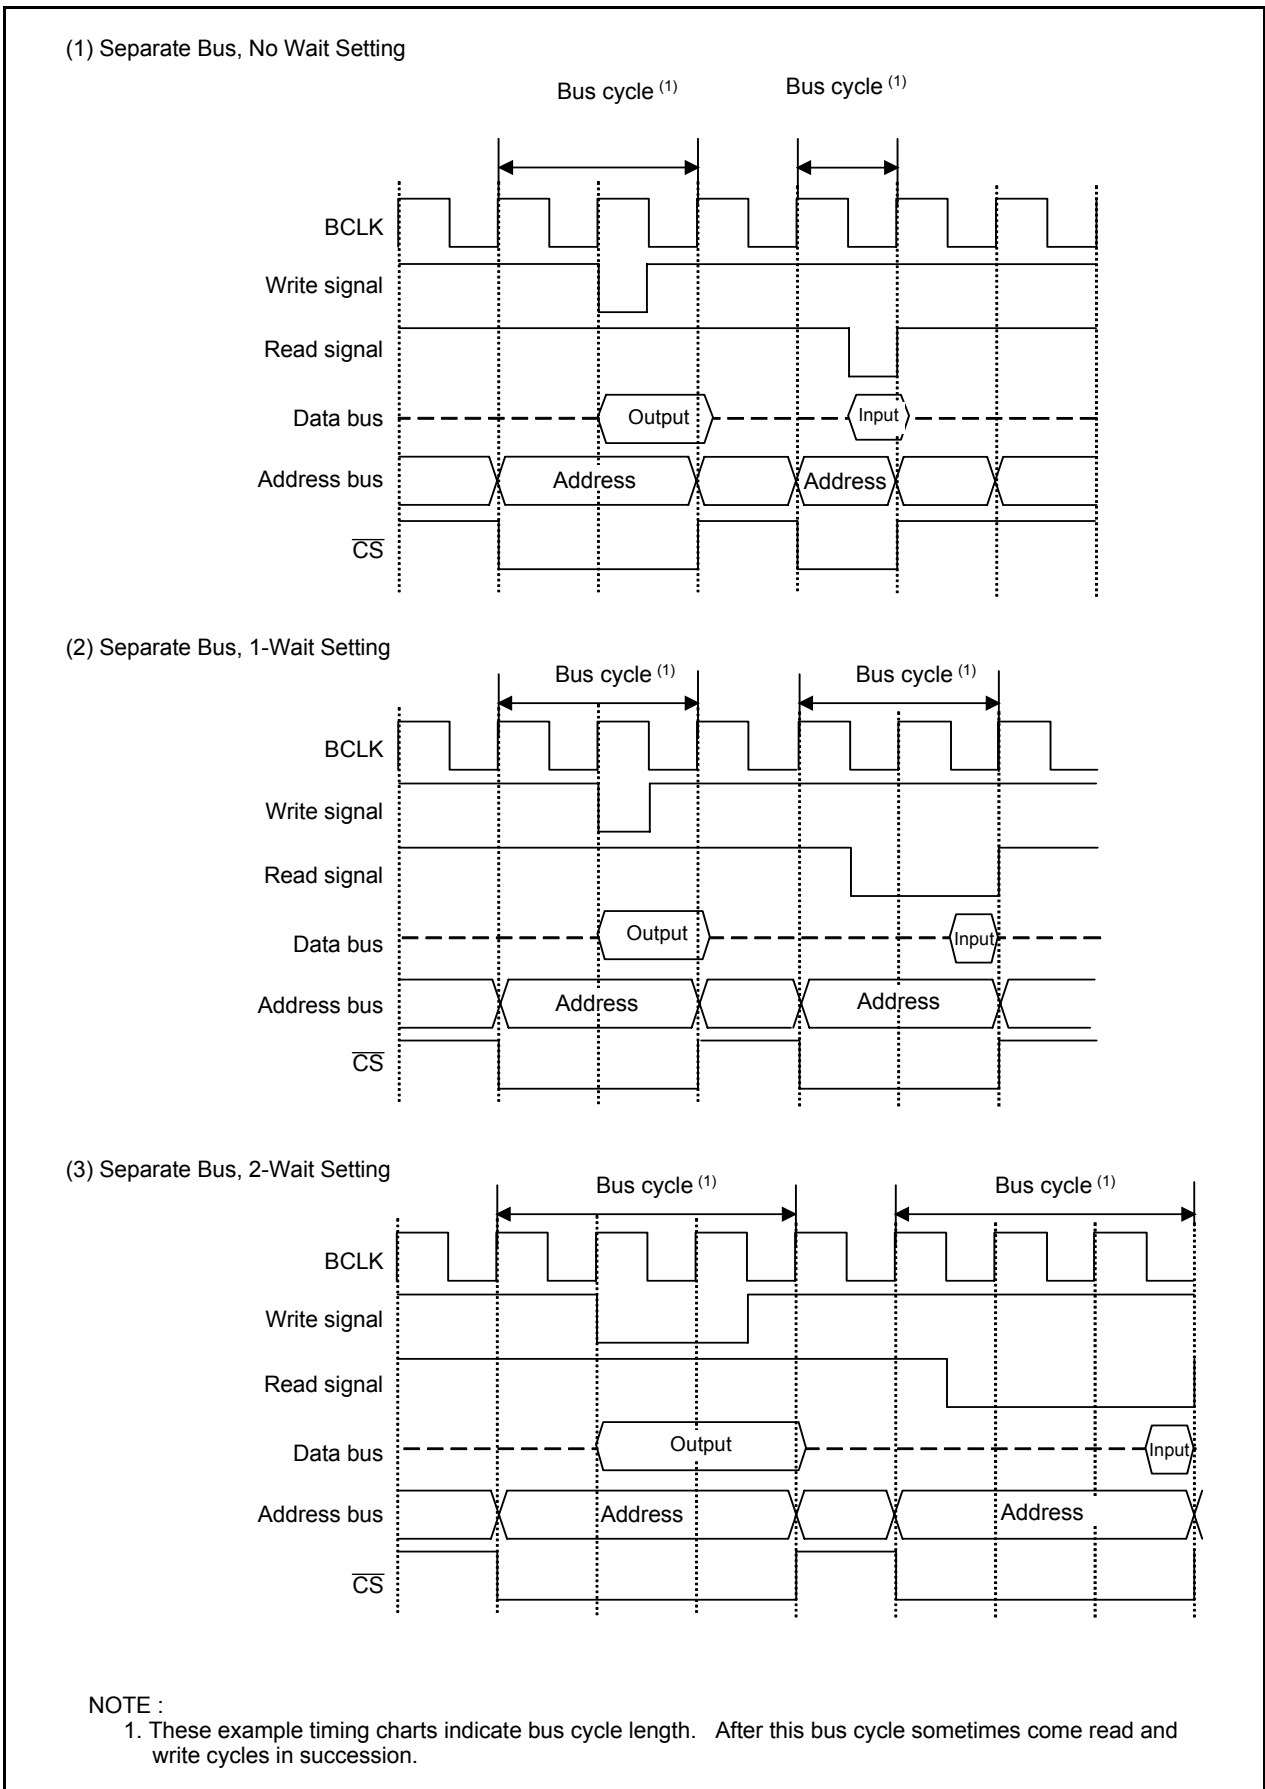 (1) Separate Bus, No Wait Setting
Bus cycle (1)
Bus cycle (1)
BCLK
Write signal
Read signal
Data bus
Output
Input
Address bus
Address
Address
CS
(2) Separate Bus, 1-Wait Setting
Bus cycle (1)
Bus cycle (1)
BCLK
Write signal
Read signal
Data bus
Output
Input
Address bus
Address
Address
CS
(3) Separate Bus, 2-Wait Setting
Bus cycle (1)
Bus cycle (1)
BCLK
Write signal
Read signal
Data bus
Output
Input
Address bus
Address
Address
CS
NOTE :
1. These example timing charts indicate bus cycle length. After this bus cycle sometimes come read and
write cycles in succession.